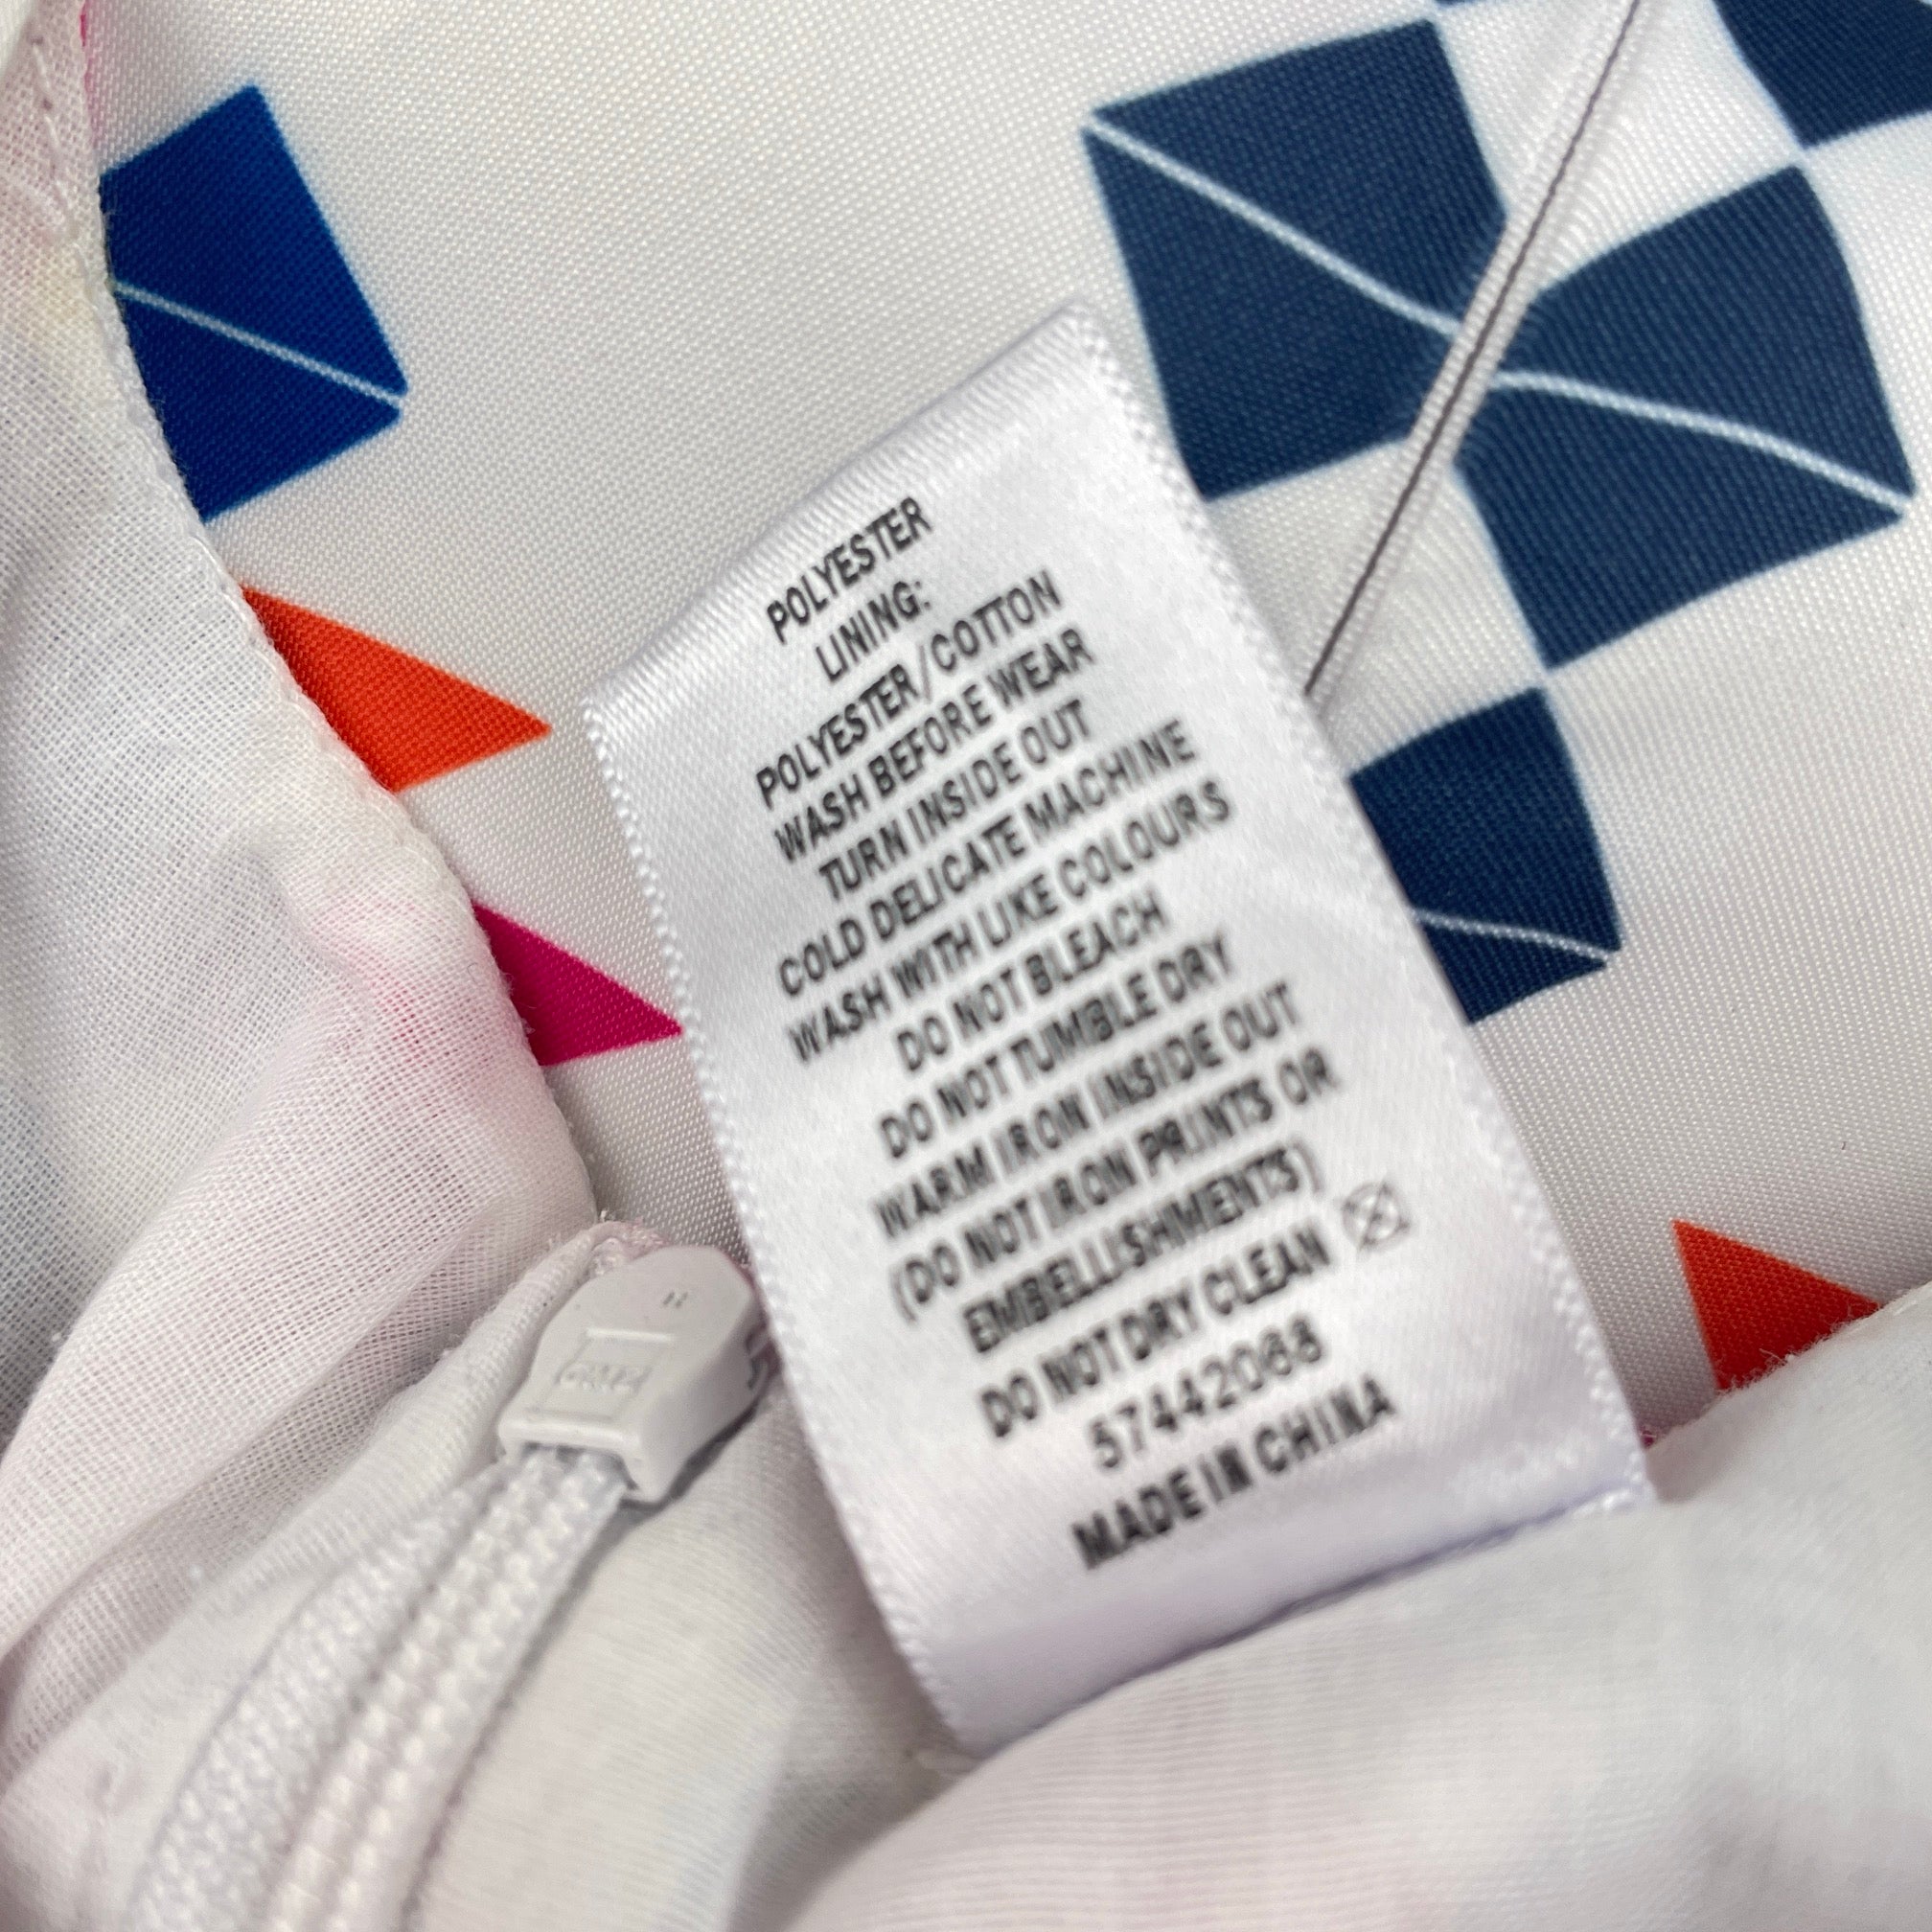 POLYESTER
LINING:
POLYESTER/COTTON
WASH BEFORE WEAR
TURN INSIDE OUT
COLD DELICATE MACHINE
WASH WITH LIKE COLOURS
DO NOT BLEACH
DO NOT TUMBLE DRY
WARM IRON INSIDE OUT
(DO NOT IRON PRINTS OR
EMBELLISHMENTS)
DO NOT DRY CLEAN
57442068
MADE IN CHINA